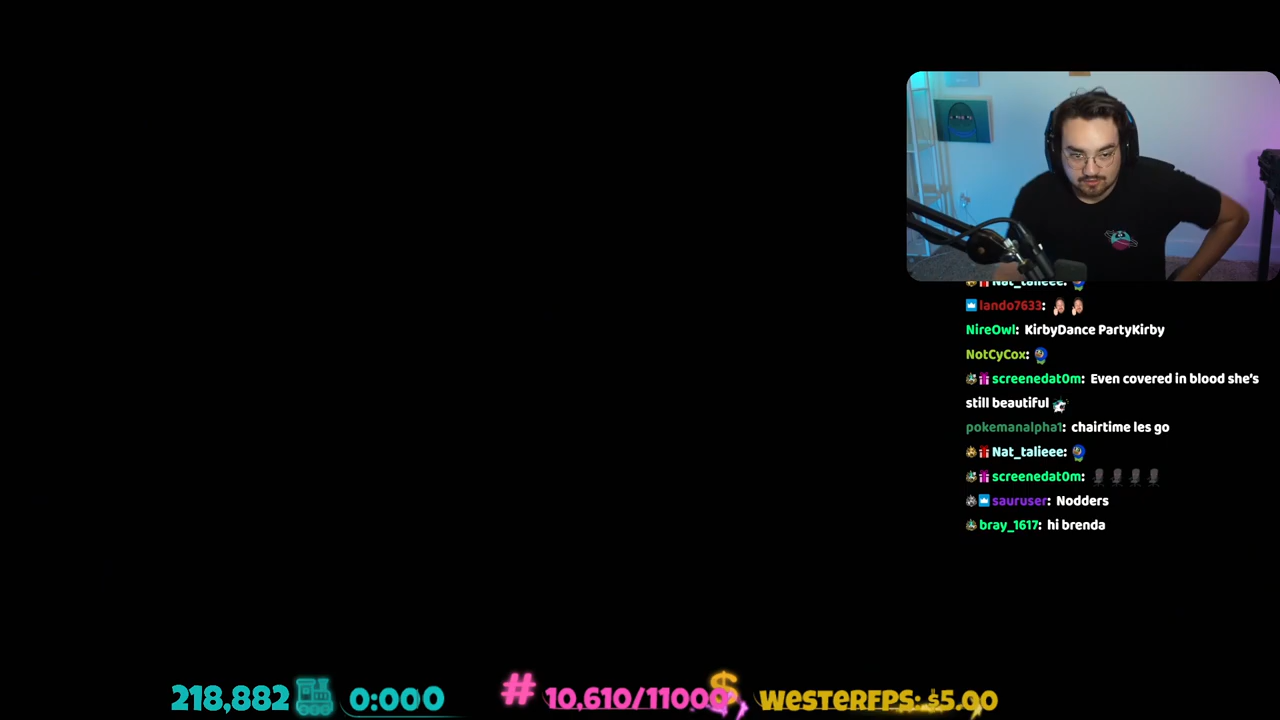 Nat_talieee:
lando7633:
NireOwl: KirbyDance PartyKirby
NotCyCox:
screenedat0m: Even covered in blood she's
still beautiful
pokemanalpha1: chairtime les go
Nat_talieee:
screenedat0m:
sauruser: Nodders
bray_1617: hi brenda
218,882 0:000 # 10,610/11000 $ WESTERFPS: $5.00